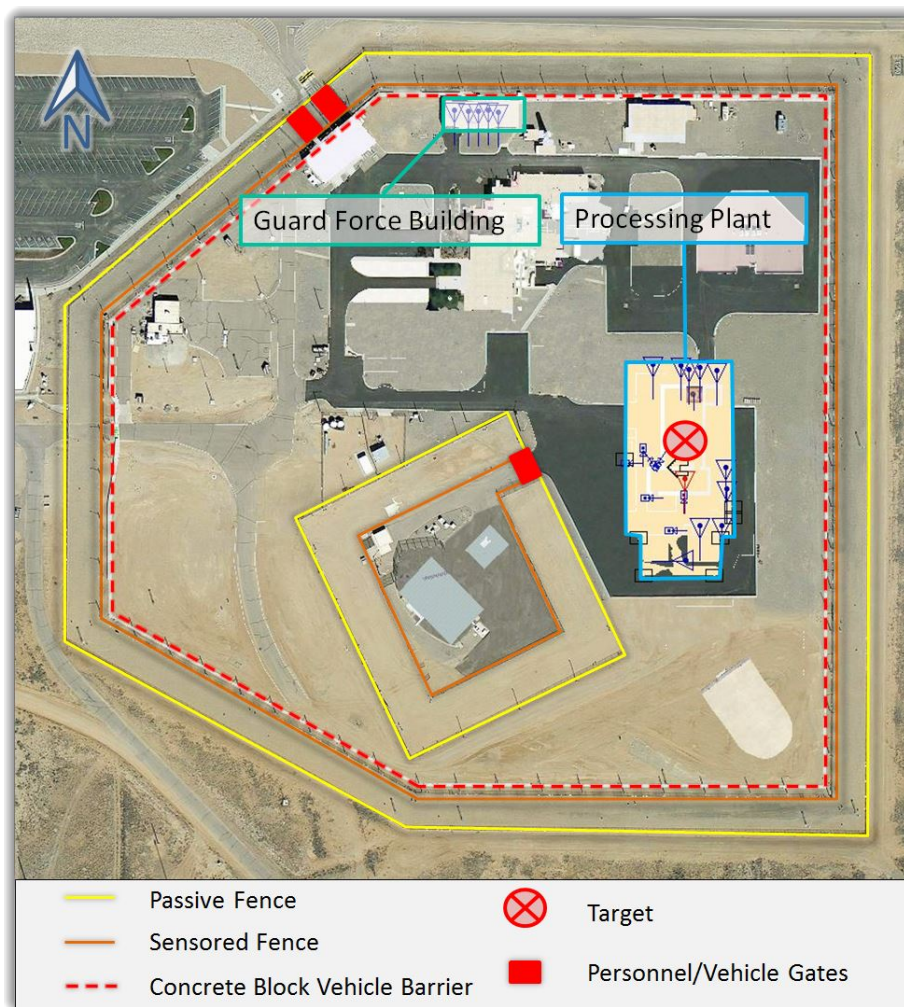 N
Guard Force Building
Processing Plant
Passive Fence
Target
Sensored Fence
Personnel/Vehicle Gates
Concrete Block Vehicle Barrier